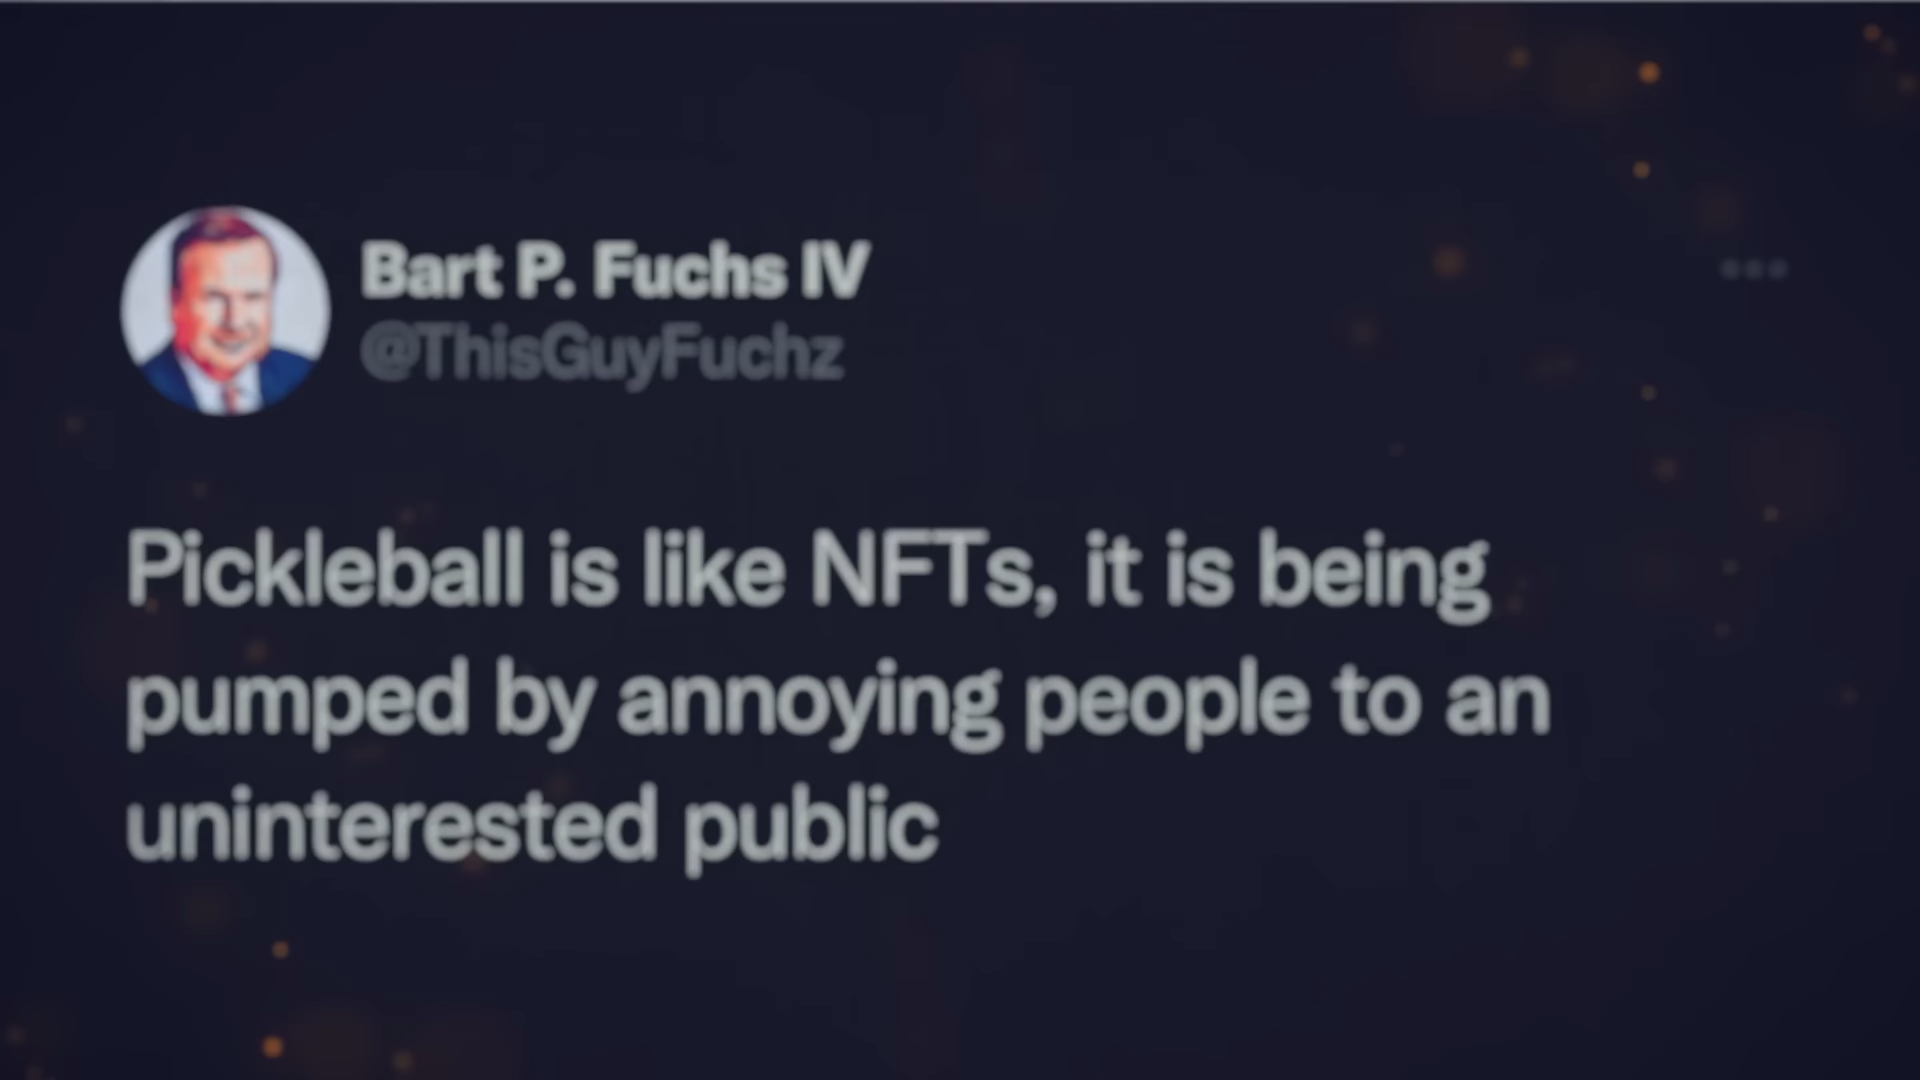 Bart P. Fuchs IV
@ThisGuyFuchz
Pickleball is like NFTs, it is being
pumped by annoying people to an
uninterested public